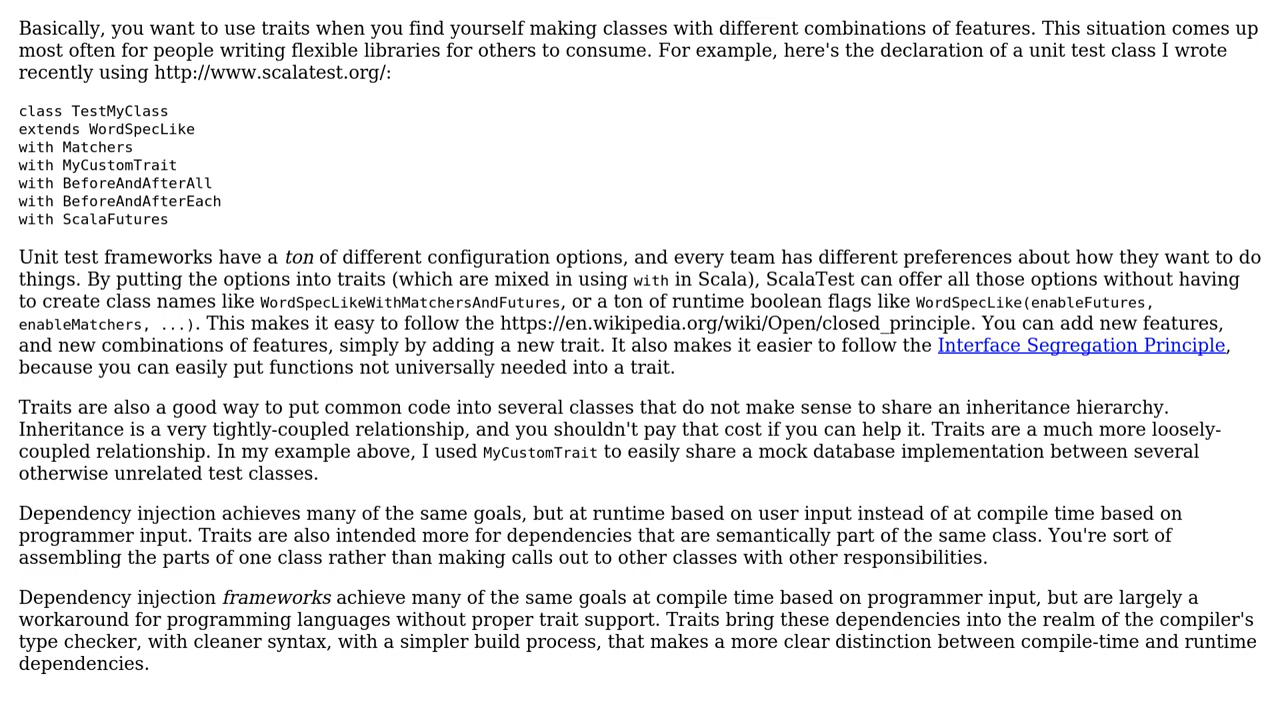 Basically, you want to use traits when you find yourself making classes with different combinations of features. This situation comes up
most often for people writing flexible libraries for others to consume. For example, here's the declaration of a unit test class I wrote
recently using http://www.scalatest.org/:
class TestMyClass
extends WordSpecLike
with Matchers
with MyCustomTrait
with BeforeAndAfterAll
with BeforeAndAfterEach
with ScalaFutures
Unit test frameworks have a ton of different configuration options, and every team has different preferences about how they want to do
things. By putting the options into traits (which are mixed in using with in Scala), ScalaTest can offer all those options without having
to create class names like WordSpecLikeWithMatchersAndFutures, or a ton of runtime boolean flags like WordSpecLike(enableFutures,
enableMatchers, ...). This makes it easy to follow the https://en.wikipedia.org/wiki/Open/closed_principle. You can add new features,
and new combinations of features, simply by adding a new trait. It also makes it easier to follow the Interface Segregation Principle,
because you can easily put functions not universally needed into a trait.
Traits are also a good way to put common code into several classes that do not make sense to share an inheritance hierarchy.
Inheritance is a very tightly-coupled relationship, and you shouldn't pay that cost if you can help it. Traits are a much more loosely-
coupled relationship. In my example above, I used MyCustomTrait to easily share a mock database implementation between several
otherwise unrelated test classes.
Dependency injection achieves many of the same goals, but at runtime based on user input instead of at compile time based on
programmer input. Traits are also intended more for dependencies that are semantically part of the same class. You're sort of
assembling the parts of one class rather than making calls out to other classes with other responsibilities.
Dependency injection frameworks achieve many of the same goals at compile time based on programmer input, but are largely a
workaround for programming languages without proper trait support. Traits bring these dependencies into the realm of the compiler's
type checker, with cleaner syntax, with a simpler build process, that makes a more clear distinction between compile-time and runtime
dependencies.